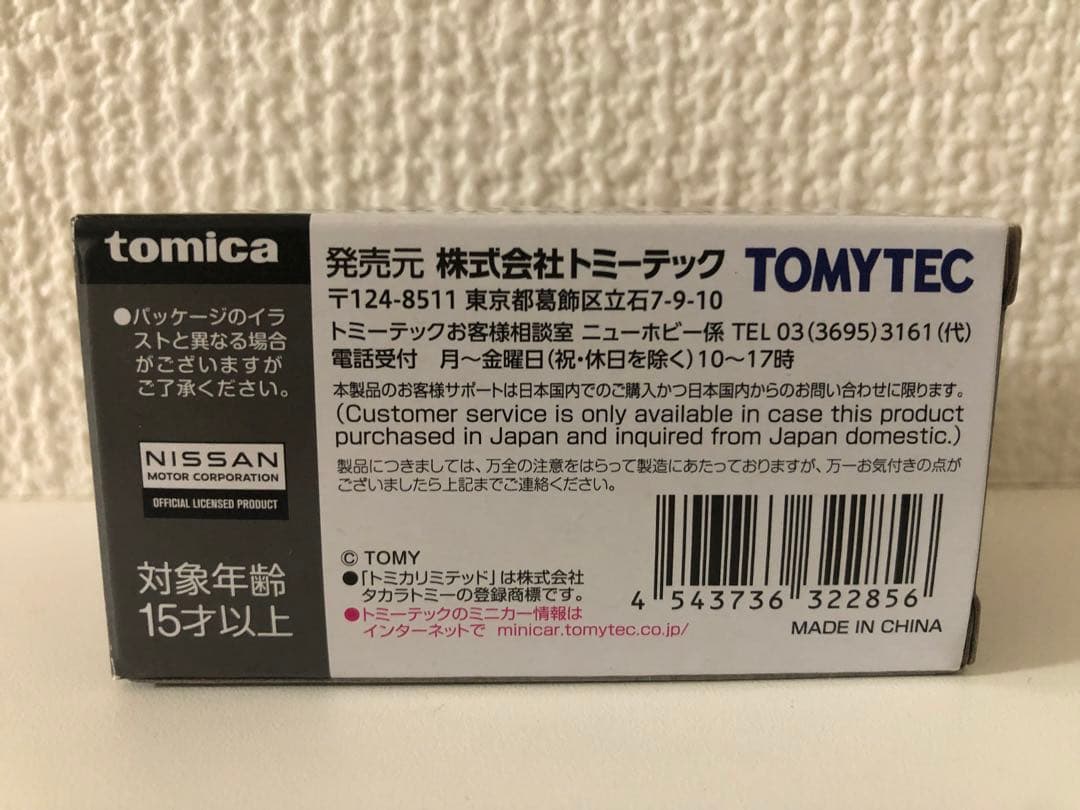 tomica
●パッケージのイラ
ストと異なる場合
がございますが
ご了承ください。
NISSAN
MOTOR CORPORATION
OFFICIAL LICENSED PRODUCT
対象年齢
15才以上
発売元 株式会社トミーテック TOMYTEC
〒124-8511 東京都葛飾区立石7-9-10
トミーテックお客様相談室 ニューホビー係 TEL 03(3695)3161(代)
電話受付 月〜金曜日(祝・休日を除く)10〜17時
本製品のお客様サポートは日本国内でのご購入かつ日本国内からのお問い合わせに限ります。
(Customer service is only available in case this product
purchased in Japan and inquired from Japan domestic.)
製品につきましては、万全の注意をはらって製造にあたっておりますが、万一お気付きの点が
ございましたら上記までご連絡ください。
© TOMY
●「トミカリミテッド」は株式会社
タカラトミーの登録商標です。
●トミーテックのミニカー情報は
インターネットで minicar.tomytec.co.jp/
4 543736 322856
MADE IN CHINA